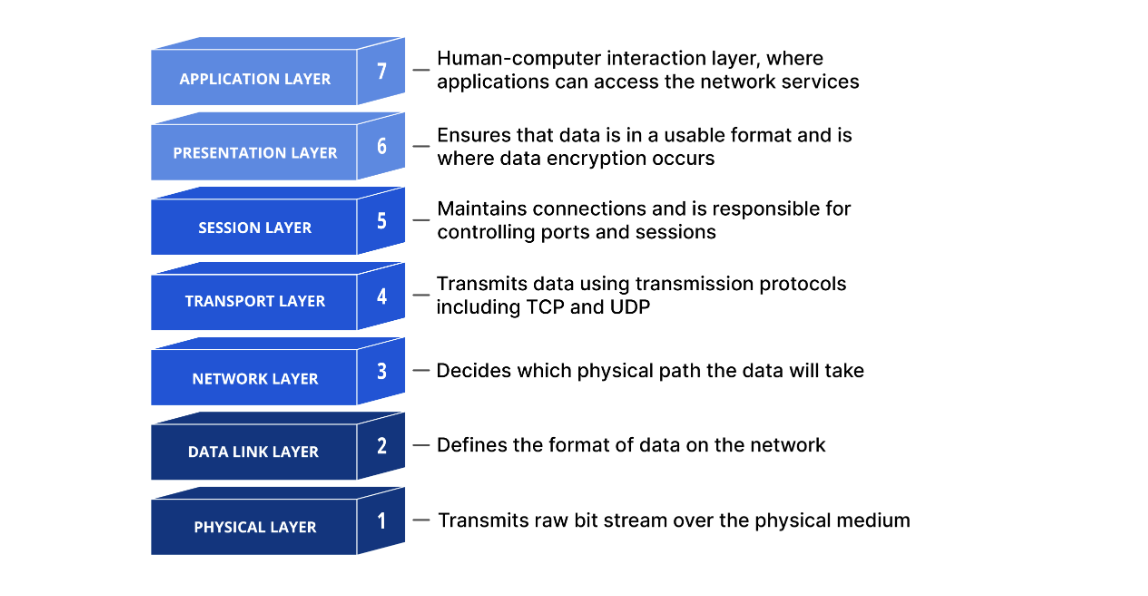 APPLICATION LAYER
7
Human-computer interaction layer, where
applications can access the network services
PRESENTATION LAYER
6
Ensures that data is in a usable format and is
where data encryption occurs
SESSION LAYER
5
Maintains connections and is responsible for
controlling ports and sessions
TRANSPORT LAYER
4
Transmits data using transmission protocols
including TCP and UDP
NETWORK LAYER
3
Decides which physical path the data will take
DATA LINK LAYER
2
Defines the format of data on the network
PHYSICAL LAYER
1
Transmits raw bit stream over the physical medium